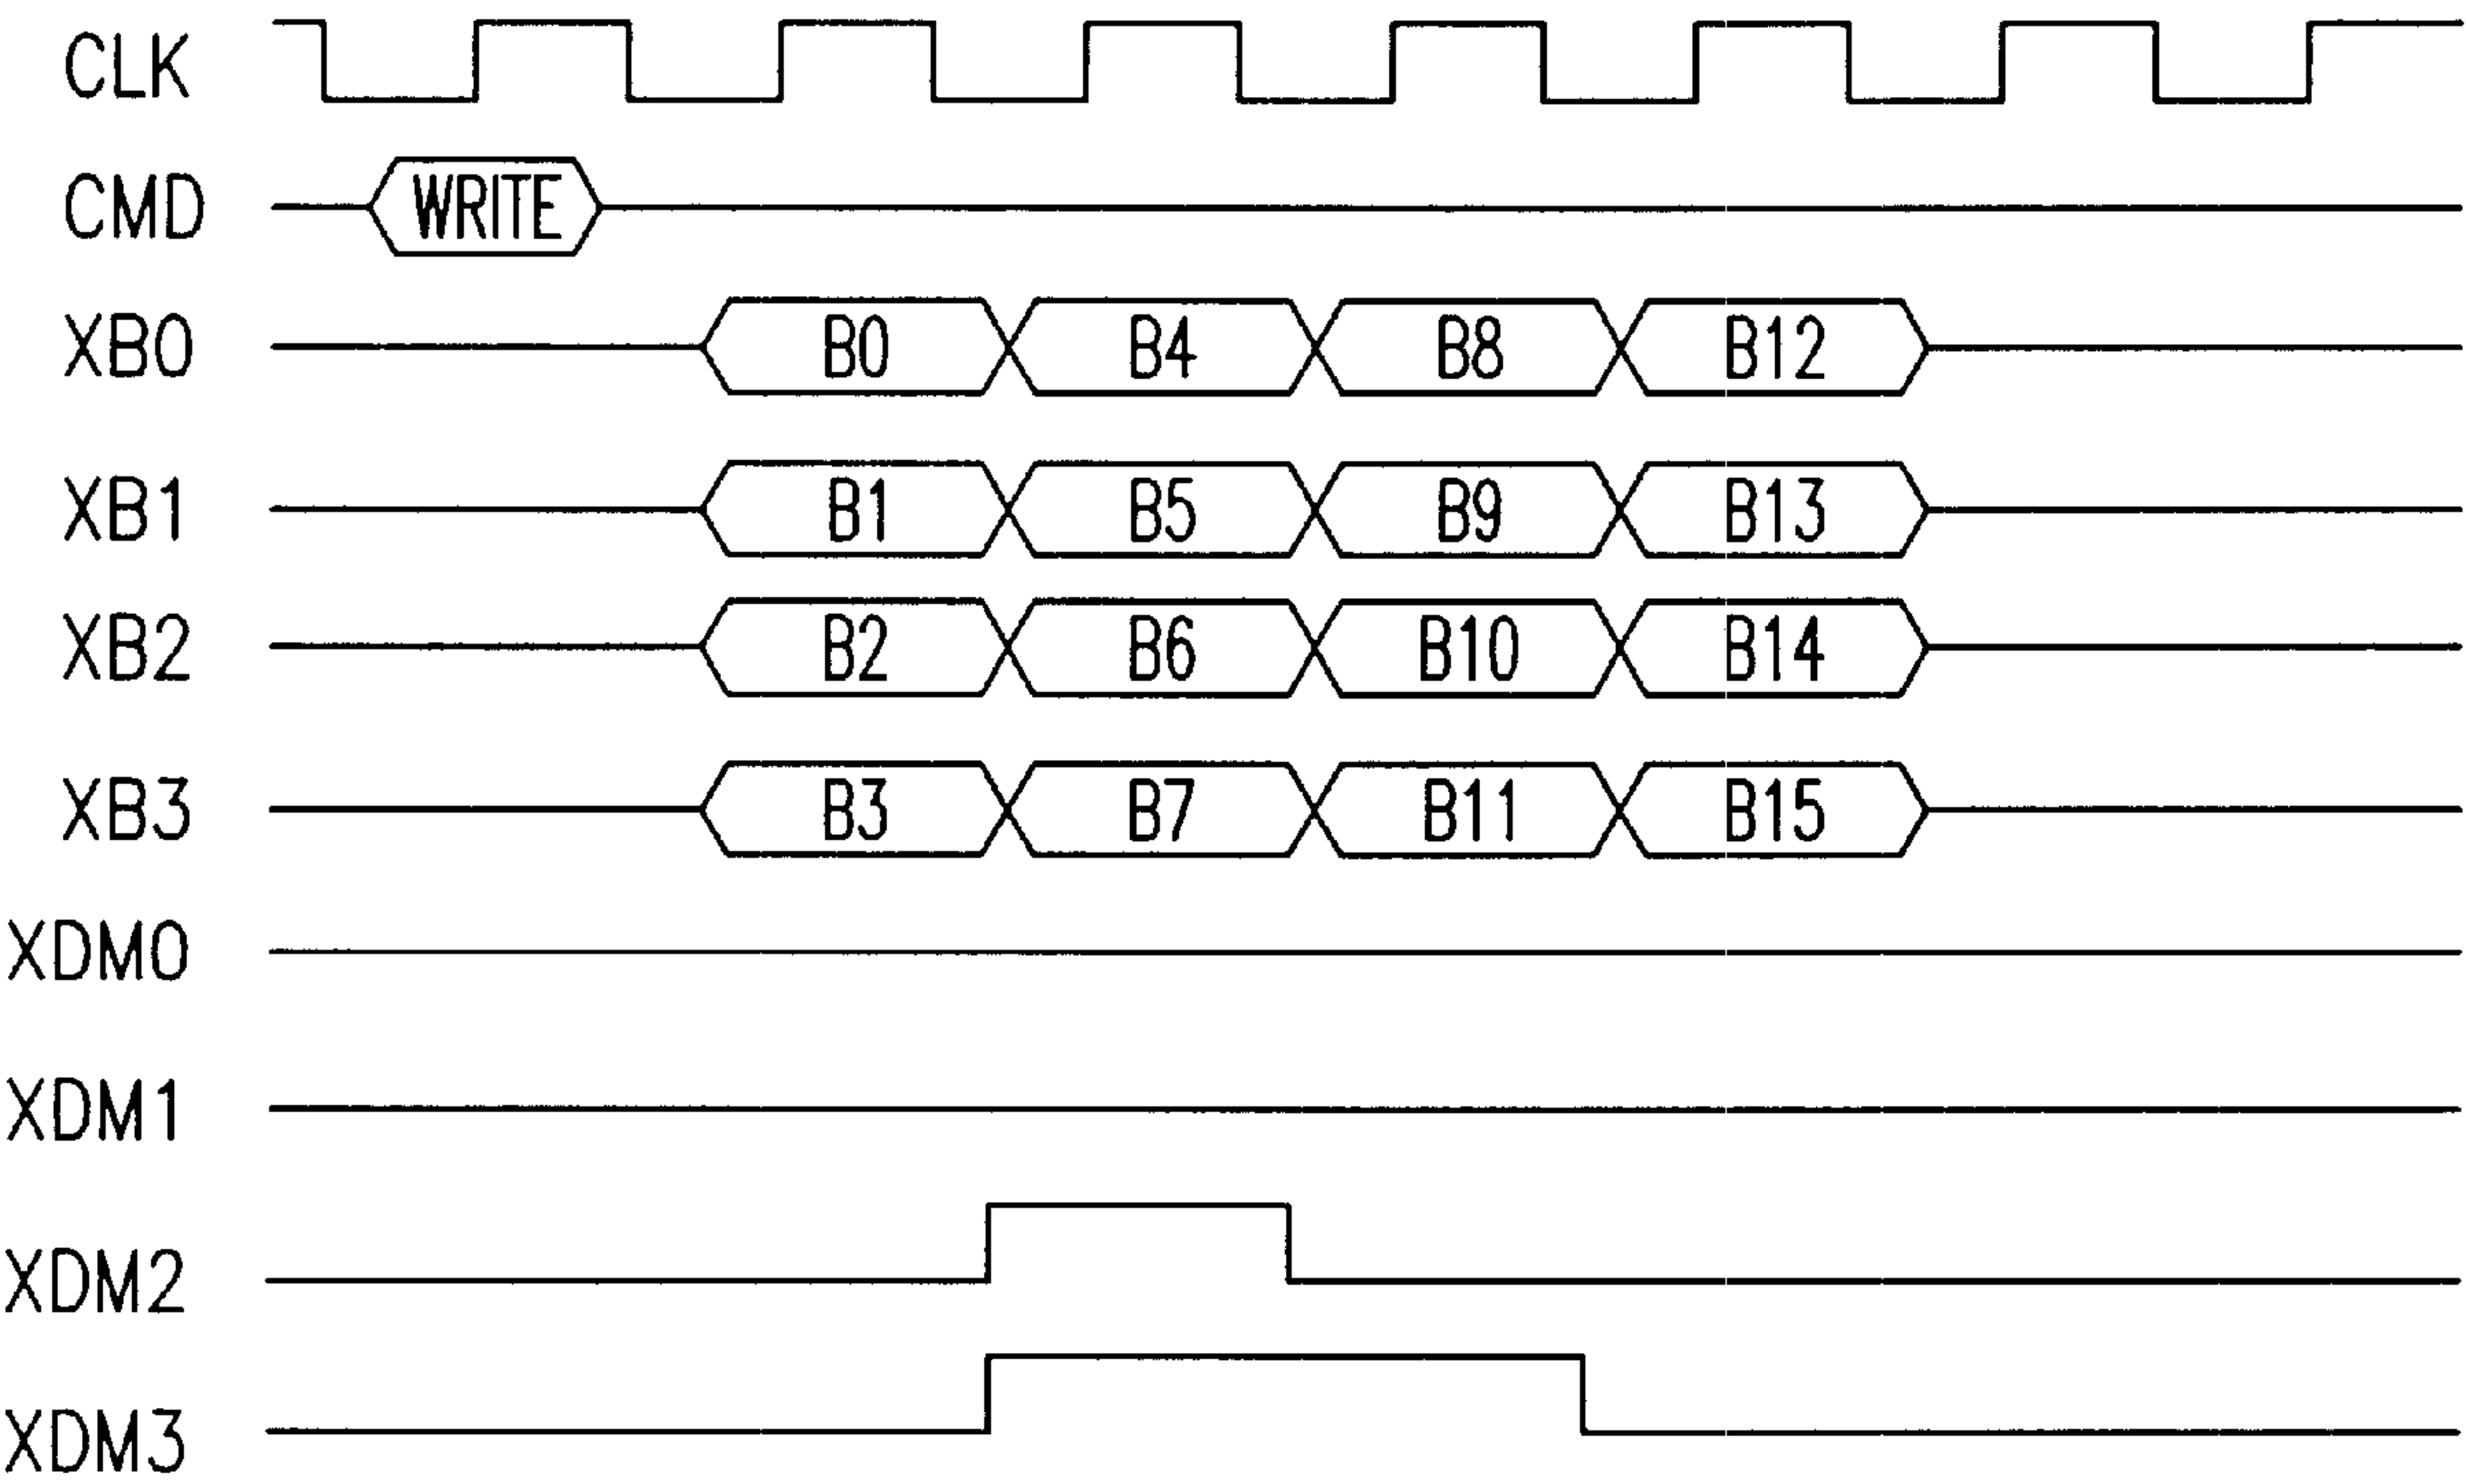 CLK
CMD WRITE
XB0 B0 B4 B8 B12
XB1 B1 B5 B9 B13
XB2 B2 B6 B10 B14
XB3 B3 B7 B11 B15
XDM0
XDM1
XDM2
XDM3